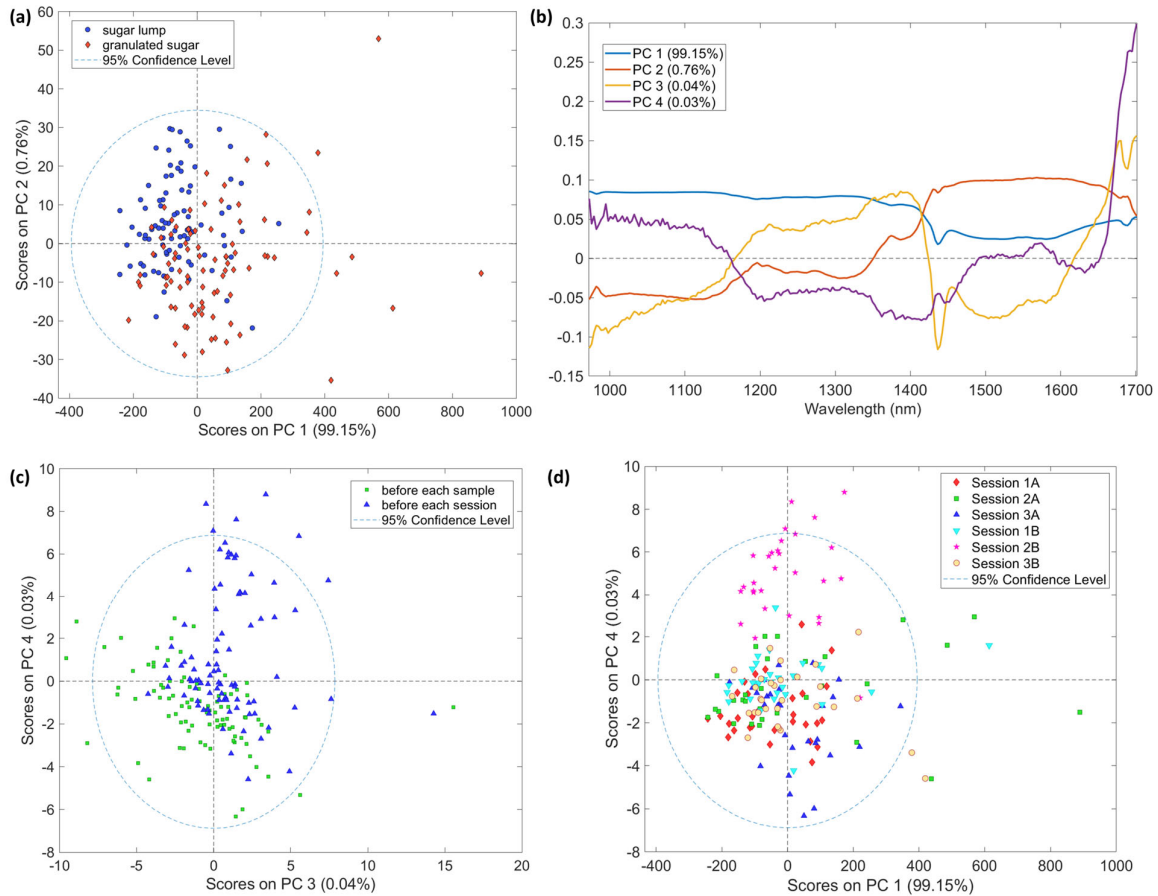 (a)
60
50
40
30
20
10
0
-10
-20
-30
-40
Scores on PC 2 (0.76%)
sugar lump
granulated sugar
95% Confidence Level
-400 -200 0 200 400 600 800 1000
Scores on PC 1 (99.15%)
(b)
0.3
0.25
0.2
0.15
0.1
0.05
0
-0.05
-0.1
-0.15
PC 1 (99.15%)
PC 2 (0.76%)
PC 3 (0.04%)
PC 4 (0.03%)
1000 1100 1200 1300 1400 1500 1600 1700
Wavelength (nm)
(c)
10
8
6
4
2
0
-2
-4
-6
-8
Scores on PC 4 (0.03%)
before each sample
before each session
95% Confidence Level
-10 -5 0 5 10 15 20
Scores on PC 3 (0.04%)
(d)
10
8
6
4
2
0
-2
-4
-6
-8
Scores on PC 4 (0.03%)
Session 1A
Session 2A
Session 3A
Session 1B
Session 2B
Session 3B
95% Confidence Level
-400 -200 0 200 400 600 800 1000
Scores on PC 1 (99.15%)